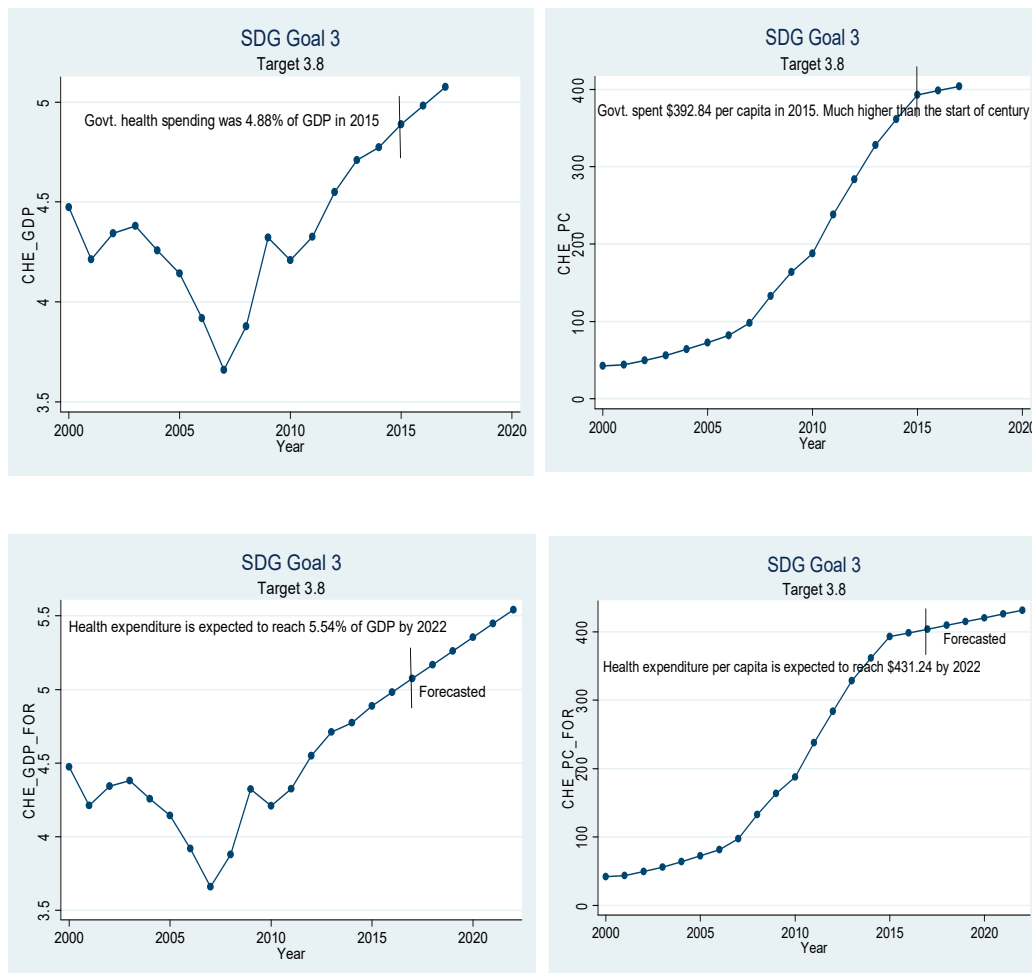 SDG Goal 3
Target 3.8
Govt. health spending was 4.88% of GDP in 2015
CHE_GDP
5
4.5
4
3.5
2000 2005 2010 2015 2020
Year
SDG Goal 3
Target 3.8
Govt. spent $392.84 per capita in 2015. Much higher than the start of century
CHE_PC
400
300
200
100
0
2000 2005 2010 2015 202
Year
SDG Goal 3
Target 3.8
Health expenditure is expected to reach 5.54% of GDP by 2022
Forecasted
CHE_GDP_FOR
5.5
5
4.5
4
3.5
2000 2005 2010 2015 2020
Year
SDG Goal 3
Target 3.8
Forecasted
Health expenditure per capita is expected to reach $431.24 by 2022
CHE_PC_FOR
400
300
200
100
0
2000 2005 2010 2015 2020
Year